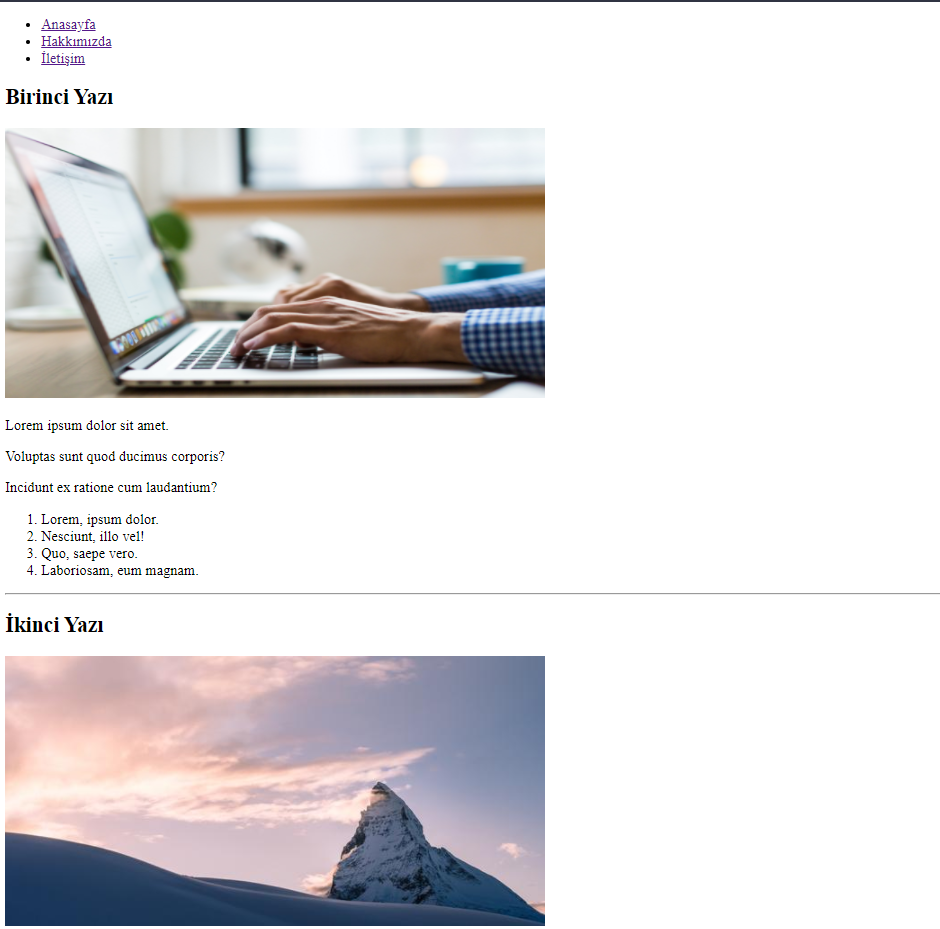 Anasayfa
Hakkımızda
İletişim
Birinci Yazı
Lorem ipsum dolor sit amet.
Voluptas sunt quod ducimus corporis?
Incidunt ex ratione cum laudantium?
1. Lorem, ipsum dolor.
2. Nesciunt, illo vel!
3. Quo, saepe vero.
4. Laboriosam, eum magnam.
İkinci Yazı